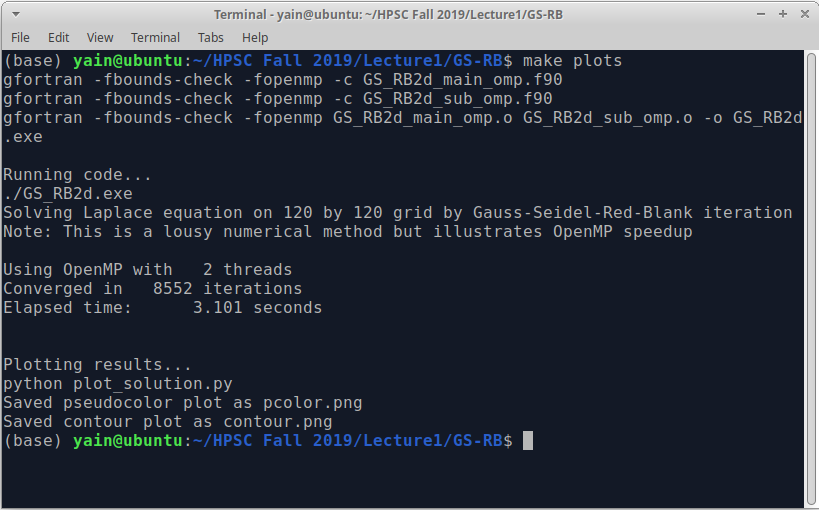 Terminal - yain@ubuntu: ~/HPSC Fall 2019/Lecture1/GS-RB
File Edit View Terminal Tabs Help
(base) yain@ubuntu:~/HPSC Fall 2019/Lecture1/GS-RB$ make plots
gfortran -fbounds-check -fopenmp -c GS_RB2d_main_omp.f90
gfortran -fbounds-check -fopenmp -c GS_RB2d_sub_omp.f90
gfortran -fbounds-check -fopenmp GS_RB2d_main_omp.o GS_RB2d_sub_omp.o -o GS_RB2d
.exe
Running code...
./GS_RB2d.exe
Solving Laplace equation on 120 by 120 grid by Gauss-Seidel-Red-Blank iteration
Note: This is a lousy numerical method but illustrates OpenMP speedup
Using OpenMP with   2 threads
Converged in   8552 iterations
Elapsed time:      3.101 seconds
Plotting results...
python plot_solution.py
Saved pseudocolor plot as pcolor.png
Saved contour plot as contour.png
(base) yain@ubuntu:~/HPSC Fall 2019/Lecture1/GS-RB$